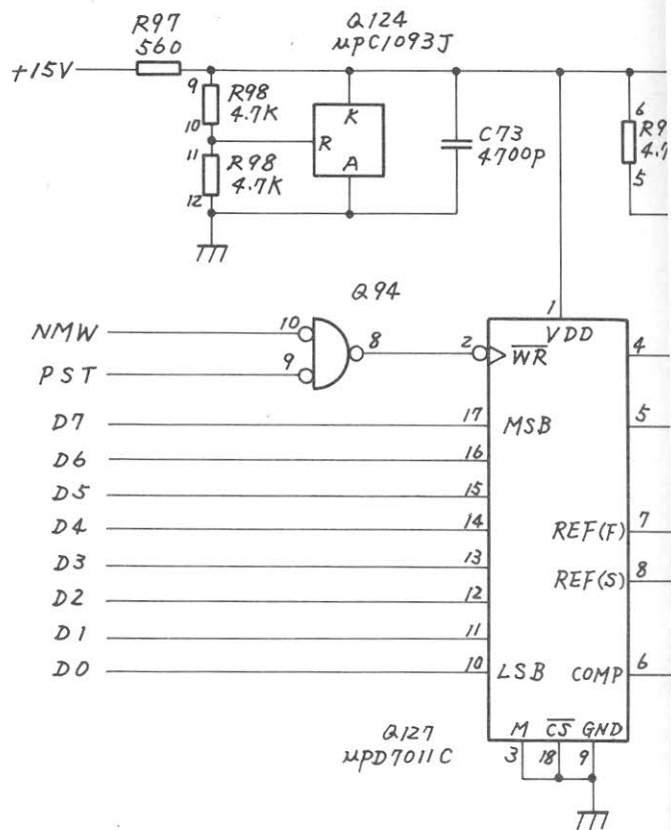 R97
560
Q124
μPC1093J
+15V
9
R98
4.7K
10
11
R98
4.7K
12
K
R
A
C73
4700P
6
5
Q94
1
NMW
10
8
2
WR
VDD
4
PST
9
D7
17
MSB
5
D6
16
D5
15
D4
14
REF(F)
7
D3
13
REF(S)
8
D2
12
D1
11
D0
10
LSB
COMP
6
Q127
μPD7011C
M
CS
GND
3
18
9